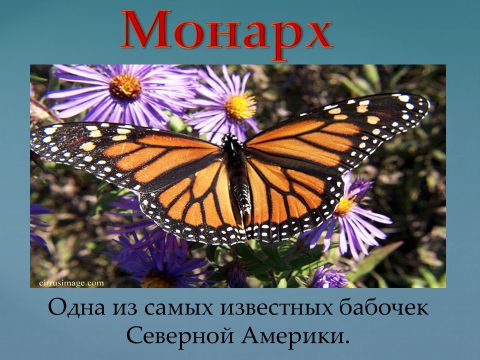 Монарх
cirrusimage.com
Одна из самых известных бабочек
Северной Америки.